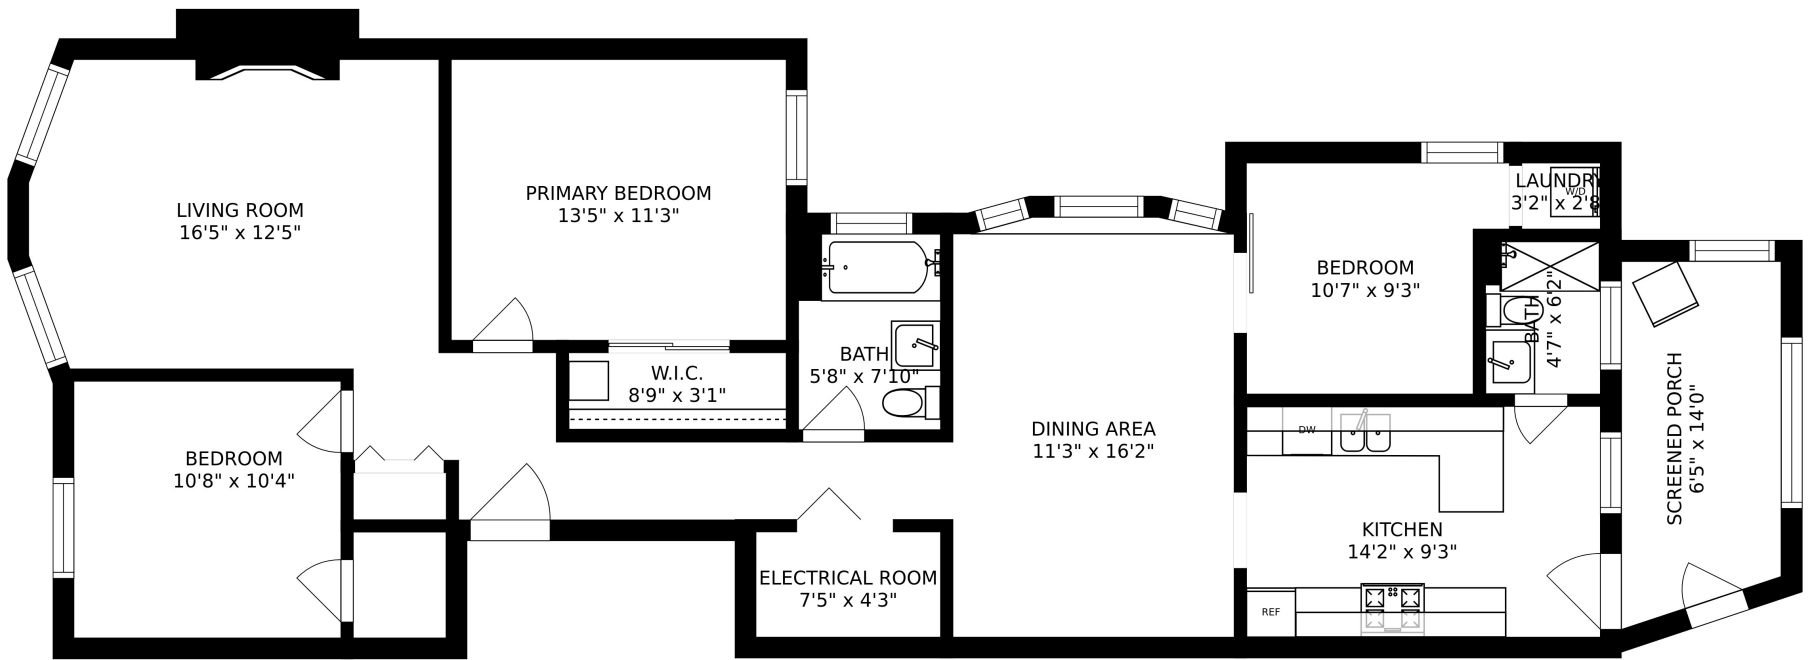 LIVING ROOM
16'5" x 12'5"
PRIMARY BEDROOM
13'5" x 11'3"
W.I.C.
8'9" x 3'1"
BATH
5'8" x 7'10"
BEDROOM
10'8" x 10'4"
ELECTRICAL ROOM
7'5" x 4'3"
DINING AREA
11'3" x 16'2"
BEDROOM
10'7" x 9'3"
LAUNDRY
3'2" x 2'8
W/D
BATH
4'7" x 6'2"
DW
KITCHEN
14'2" x 9'3"
REF
SCREENED PORCH
6'5" x 14'0"